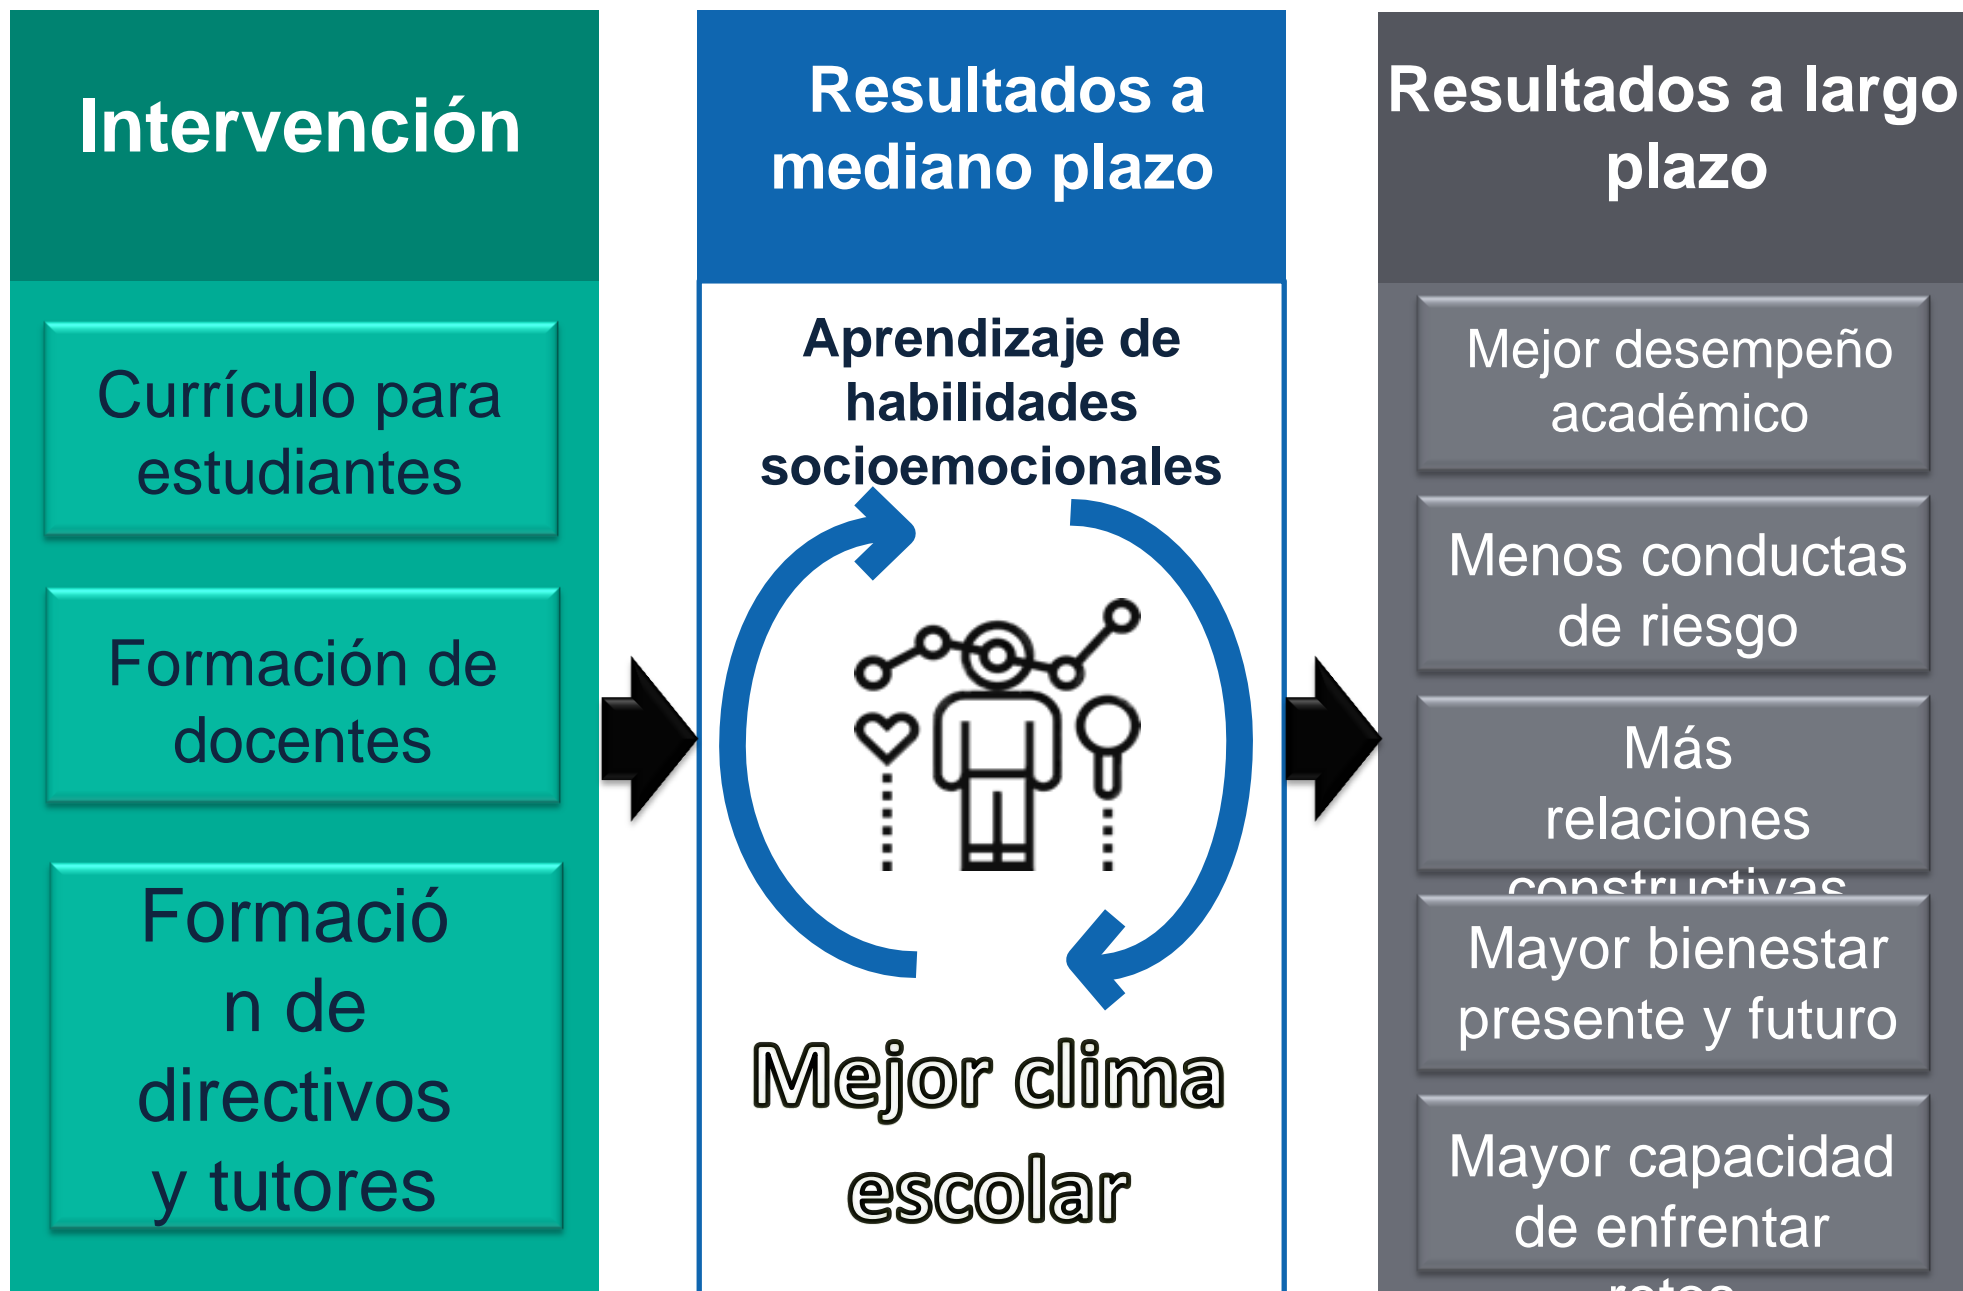 Intervención
Currículo para
estudiantes
Formación de
docentes
Formació
n de
directivos
y tutores
Resultados a
mediano plazo
Aprendizaje de
habilidades
socioemocionales
Mejor clima
escolar
Resultados a largo
plazo
Mejor desempeño
académico
Menos conductas
de riesgo
Más
relaciones
constructivas
Mayor bienestar
presente y futuro
Mayor capacidad
de enfrentar
retos